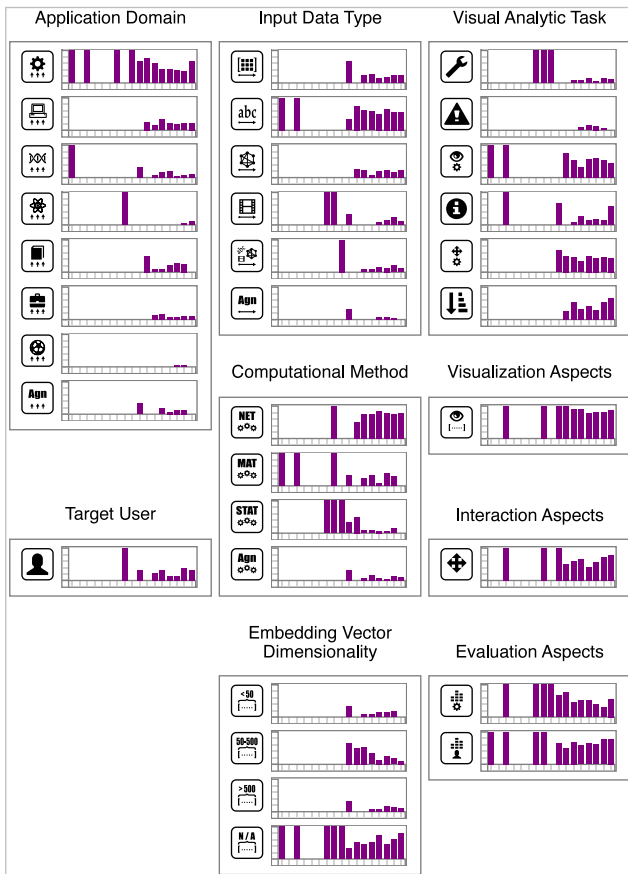 Application Domain
Input Data Type
Visual Analytic Task
abc
Agn
Agn
Computational Method
Visualization Aspects
NET
[.....]
MAT
Target User
STAT
Interaction Aspects
Agn
Embedding Vector
Dimensionality
Evaluation Aspects
<50
[.....]
50-500
[.....]
>500
[.....]
N/A
[.....]